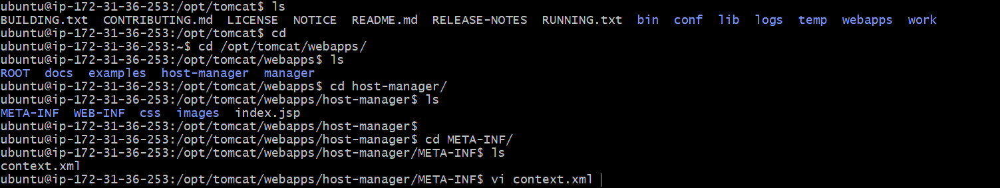 ubuntu@ip-172-31-36-253:/opt/tomcat$ ls
BUILDING.txt  CONTRIBUTING.md  LICENSE  NOTICE  README.md  RELEASE-NOTES  RUNNING.txt  bin  conf  lib  logs  temp  webapps  work
ubuntu@ip-172-31-36-253:/opt/tomcat$ cd
ubuntu@ip-172-31-36-253:~$ cd /opt/tomcat/webapps/
ubuntu@ip-172-31-36-253:/opt/tomcat/webapps$ ls
ROOT  docs  examples  host-manager  manager
ubuntu@ip-172-31-36-253:/opt/tomcat/webapps$ cd host-manager/
ubuntu@ip-172-31-36-253:/opt/tomcat/webapps/host-manager$ ls
META-INF  WEB-INF  css  images  index.jsp
ubuntu@ip-172-31-36-253:/opt/tomcat/webapps/host-manager$
ubuntu@ip-172-31-36-253:/opt/tomcat/webapps/host-manager$ cd META-INF/
ubuntu@ip-172-31-36-253:/opt/tomcat/webapps/host-manager/META-INF$ ls
context.xml
ubuntu@ip-172-31-36-253:/opt/tomcat/webapps/host-manager/META-INF$ vi context.xml